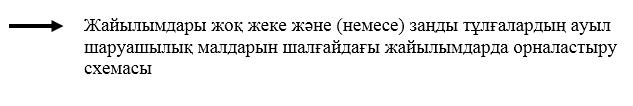 Жайылымдары жоқ жеке және (немесе) заңды тұлғалардың ауыл
шаруашылық малдарын шалғайдағы жайылымдарда орналастыру
схемасы